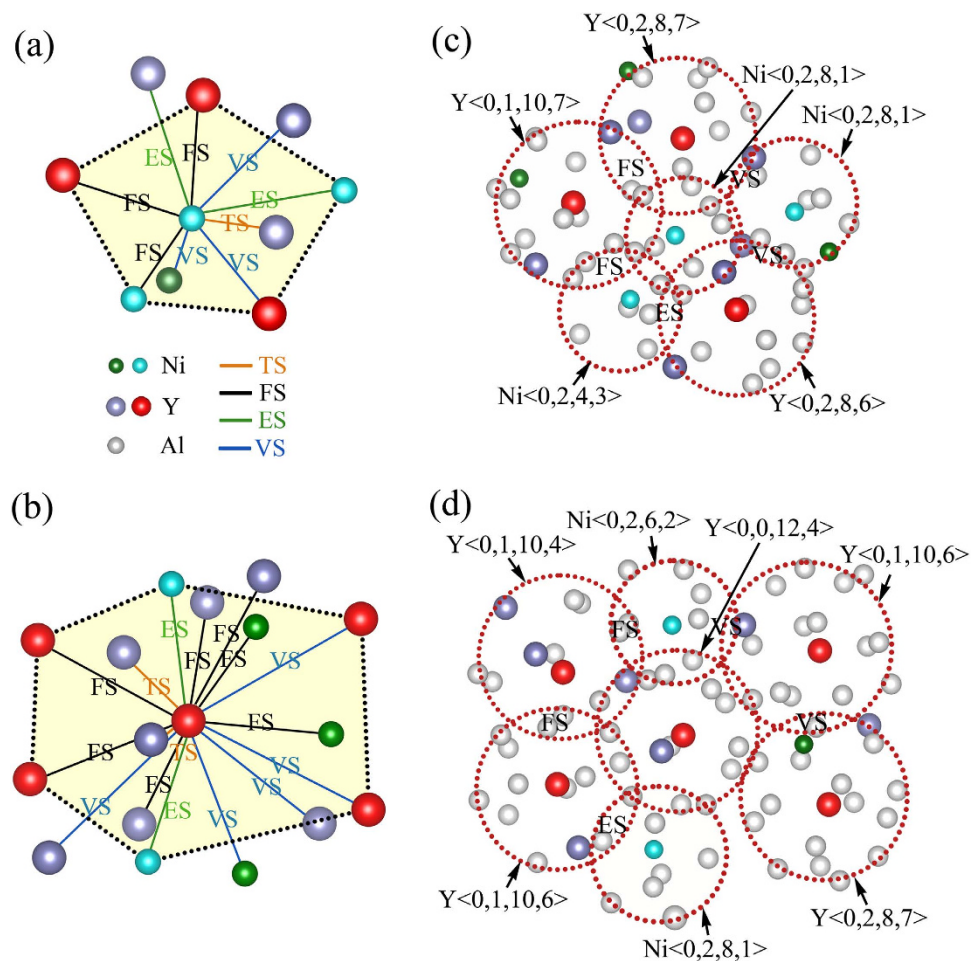 (a)
ES
FS
VS
ES
FS
TS
FS
VS
VS
Ni
TS
FS
Y
ES
Al
VS
(c)
Y<0,2,8,7>
Ni<0,2,8,1>
Y<0,1,10,7>
Ni<0,2,8,1>
FS
VS
VS
FS
ES
Ni<0,2,4,3>
Y<0,2,8,6>
(b)
ES
FS
FS
FS
VS
FS
TS
FS
FS
TS
VS
VS
FS
VS
ES
VS
(d)
Ni<0,2,6,2>
Y<0,0,12,4>
Y<0,1,10,4>
Y<0,1,10,6>
FS
VS
FS
VS
ES
Y<0,1,10,6>
Y<0,2,8,7>
Ni<0,2,8,1>